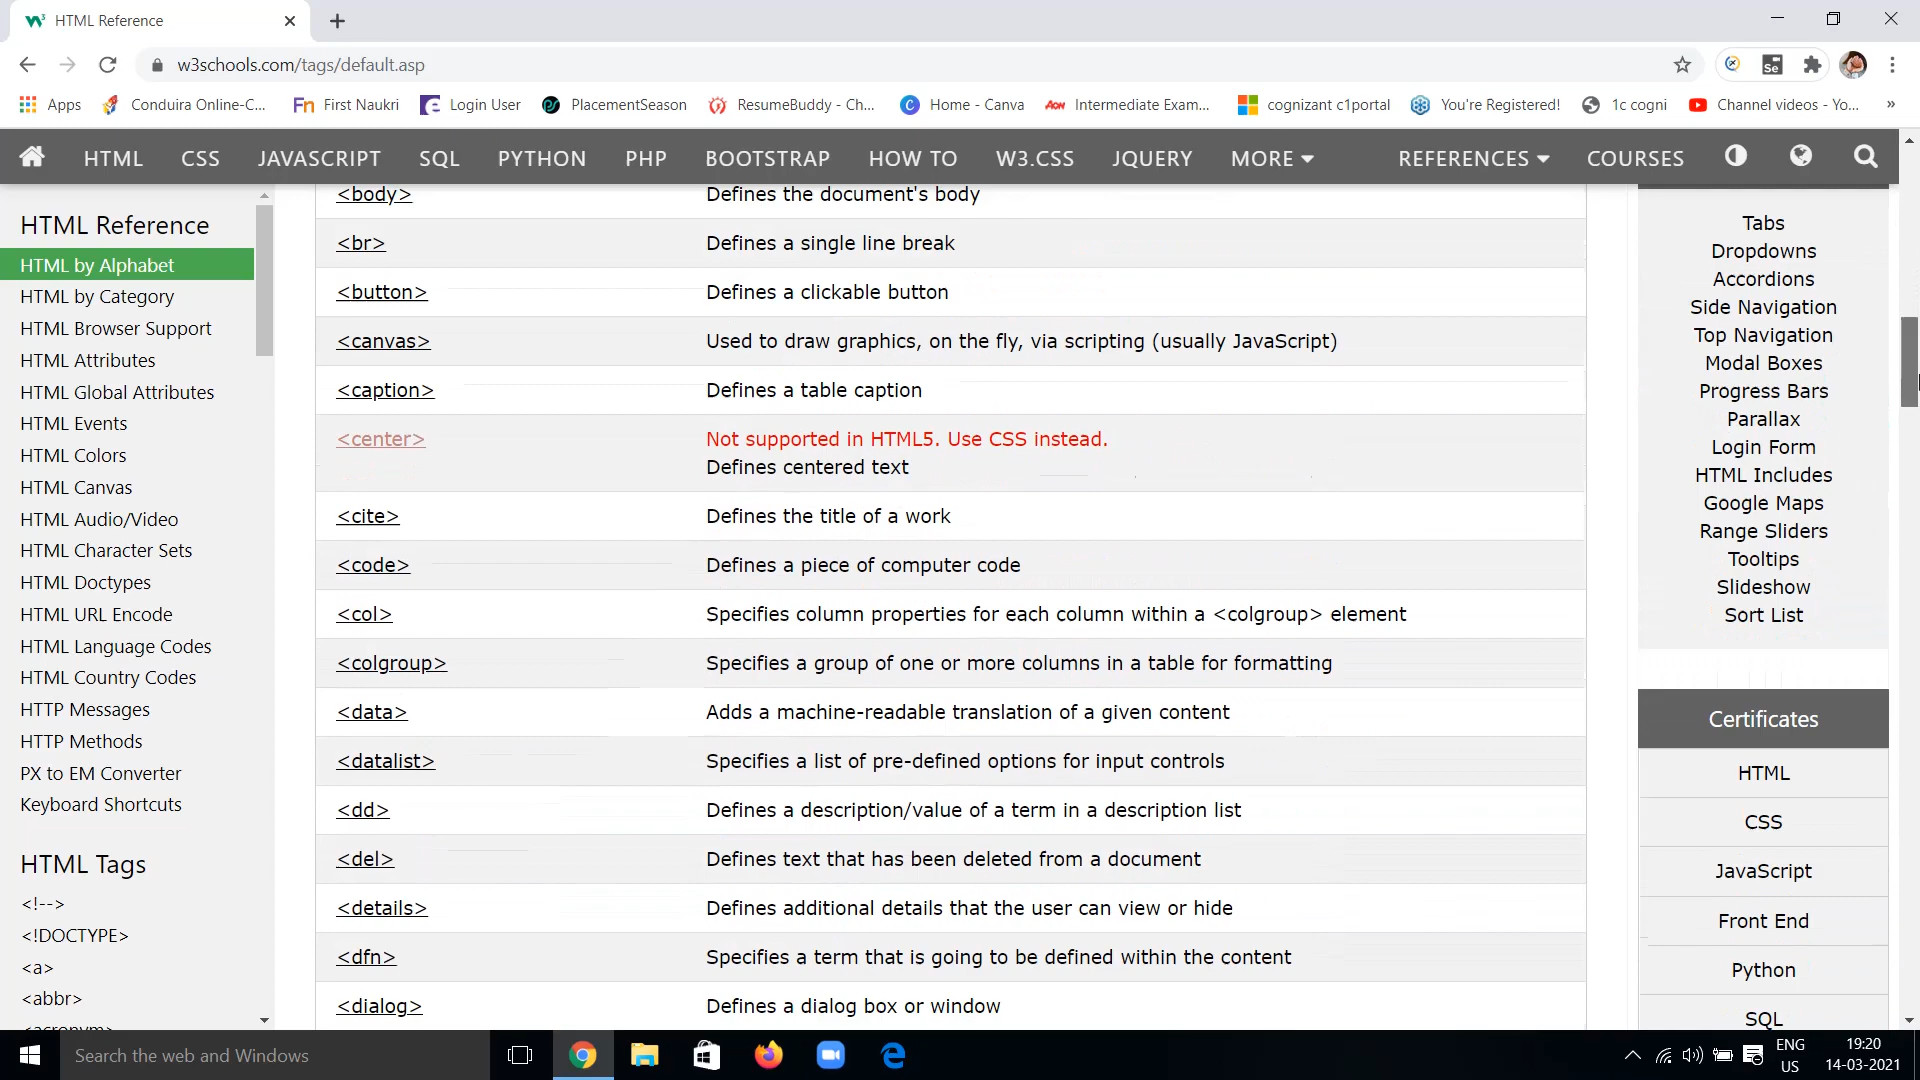 HTML Reference
w3schools.com/tags/default.asp
Apps
Conduira Online-C...
Fn First Naukri
Login User
PlacementSeason
ResumeBuddy - Ch...
C Home - Canva
Aon Intermediate Exam...
cognizant c1portal
You're Registered!
1c cogni
Channel videos - Yo...
»
HTML CSS JAVASCRIPT SQL PYTHON PHP BOOTSTRAP HOW TO W3.CSS JQUERY MORE REFERENCES COURSES
HTML Reference
HTML by Alphabet
HTML by Category
HTML Browser Support
HTML Attributes
HTML Global Attributes
HTML Events
HTML Colors
HTML Canvas
HTML Audio/Video
HTML Character Sets
HTML Doctypes
HTML URL Encode
HTML Language Codes
HTML Country Codes
HTTP Messages
HTTP Methods
PX to EM Converter
Keyboard Shortcuts
HTML Tags
<!-->
<!DOCTYPE>
<a>
<abbr>
<acronym>
<body> Defines the document's body
<br> Defines a single line break
<button> Defines a clickable button
<canvas> Used to draw graphics, on the fly, via scripting (usually JavaScript)
<caption> Defines a table caption
<center> Not supported in HTML5. Use CSS instead.
Defines centered text
<cite> Defines the title of a work
<code> Defines a piece of computer code
<col> Specifies column properties for each column within a <colgroup> element
<colgroup> Specifies a group of one or more columns in a table for formatting
<data> Adds a machine-readable translation of a given content
<datalist> Specifies a list of pre-defined options for input controls
<dd> Defines a description/value of a term in a description list
<del> Defines text that has been deleted from a document
<details> Defines additional details that the user can view or hide
<dfn> Specifies a term that is going to be defined within the content
<dialog> Defines a dialog box or window
Tabs
Dropdowns
Accordions
Side Navigation
Top Navigation
Modal Boxes
Progress Bars
Parallax
Login Form
HTML Includes
Google Maps
Range Sliders
Tooltips
Slideshow
Sort List
Certificates
HTML
CSS
JavaScript
Front End
Python
SQL
Search the web and Windows
ENG
US
19:20
14-03-2021